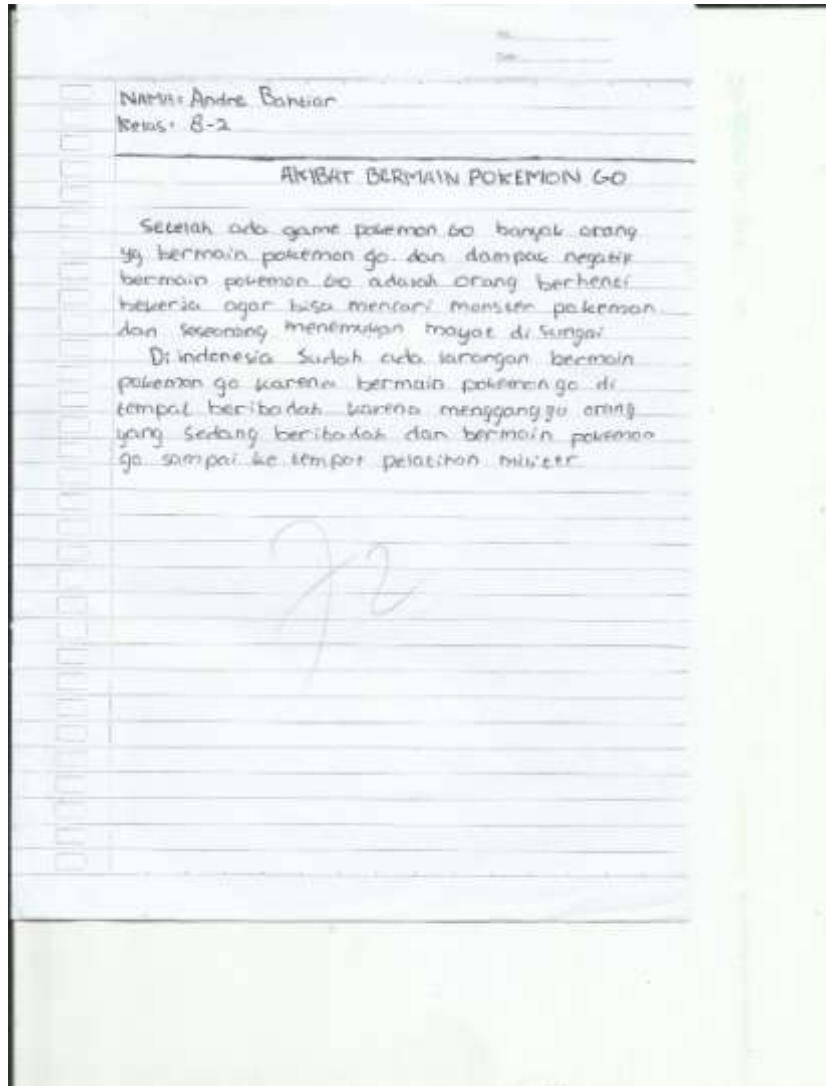 No.
Date
NAMA: Andre Bahtiar
Kelas: 8-2
AKIBAT BERMAIN POKEMON GO
Setelah ada game pokemon Go banyak orang
yg bermain pokemon go. dan dampak negatif
bermain pokemon Go adalah orang berhenti
bekerja agar bisa mencari monster pokemon.
dan seseorang menemukan mayat di Sungai
Di indonesia Sudah ada larangan bermain
pokemon go karena bermain pokemon go di
tempat beribadah karena mengganggu orang
yang Sedang beribadah dan bermain pokemon
go sampai ke tempat pelatihan militer
72